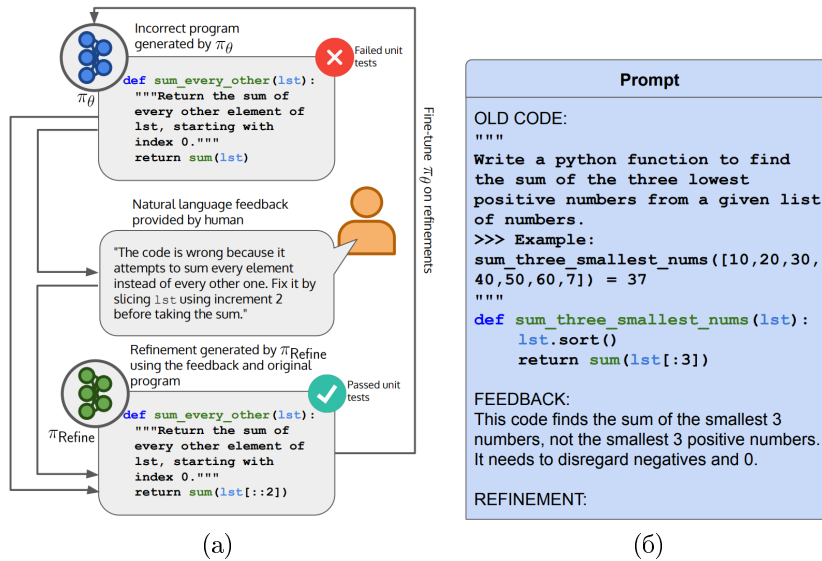 Incorrect program
generated by πθ
Failed unit
tests
πθ
def sum_every_other(lst):
"""Return the sum of
every other element of
lst, starting with
index 0."""
return sum(lst)
Fine-tune πθ on refinements
Natural language feedback
provided by human
"The code is wrong because it
attempts to sum every element
instead of every other one. Fix it by
slicing lst using increment 2
before taking the sum."
Refinement generated by πRefine
using the feedback and original
program
Passed unit
tests
πRefine
def sum_every_other(lst):
"""Return the sum of
every other element of
lst, starting with
index 0."""
return sum(lst[::2])
(а)
Prompt
OLD CODE:
"""
Write a python function to find
the sum of the three lowest
positive numbers from a given list
of numbers.
>>> Example:
sum_three_smallest_nums([10,20,30,
40,50,60,7]) = 37
"""
def sum_three_smallest_nums(lst):
lst.sort()
return sum(lst[:3])
FEEDBACK:
This code finds the sum of the smallest 3
numbers, not the smallest 3 positive numbers.
It needs to disregard negatives and 0.
REFINEMENT:
(б)